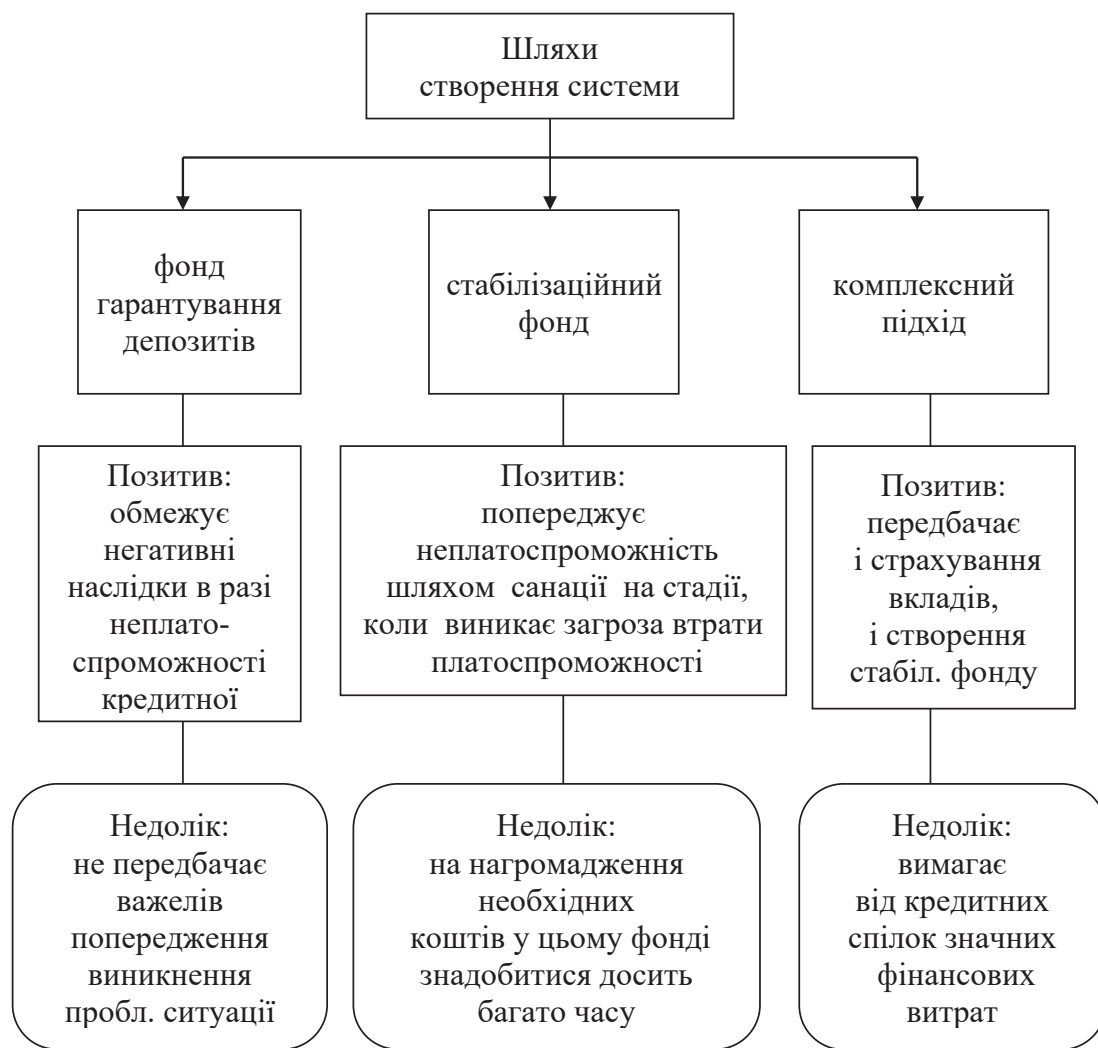 Шляхи
створення системи
фонд
гарантування
депозитів
стабілізаційний
фонд
комплексний
підхід
Позитив:
обмежує
негативні
наслідки в разі
неплато-
спроможності
кредитної
Позитив:
попереджує
неплатоспроможність
шляхом санації на стадії,
коли виникає загроза втрати
платоспроможності
Позитив:
передбачає
і страхування
вкладів,
і створення
стабіл. фонду
Недолік:
не передбачає
важелів
попередження
виникнення
пробл. ситуації
Недолік:
на нагромадження
необхідних
коштів у цьому фонді
знадобитися досить
багато часу
Недолік:
вимагає
від кредитних
спілок значних
фінансових
витрат